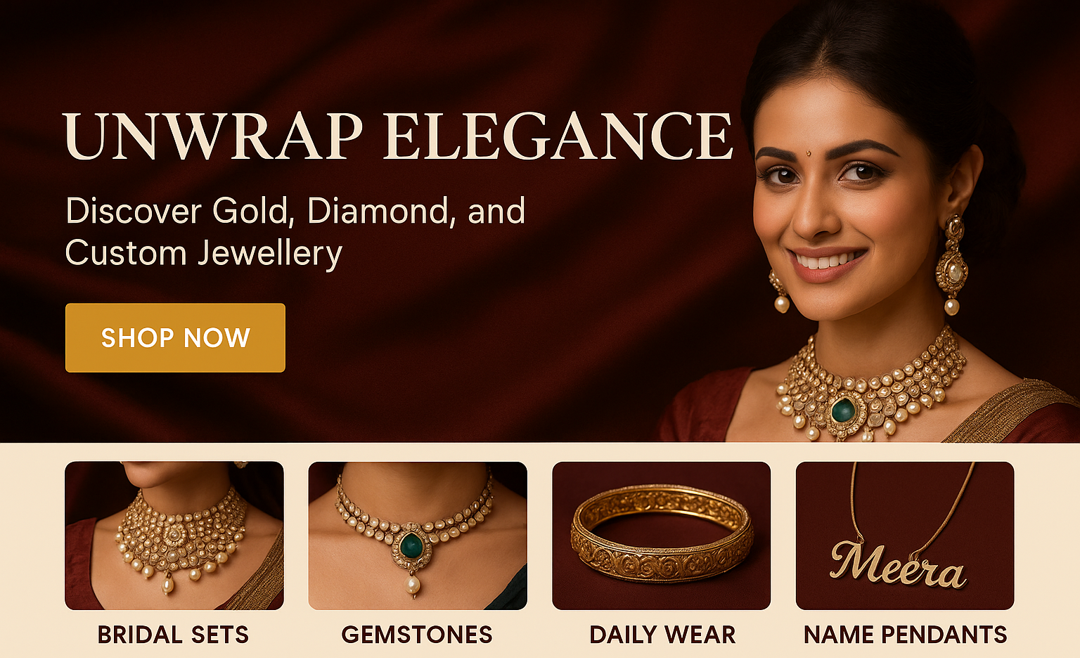 UNWRAP ELEGANCE
Discover Gold, Diamond, and
Custom Jewellery
SHOP NOW
BRIDAL SETS
GEMSTONES
DAILY WEAR
Meera
NAME PENDANTS